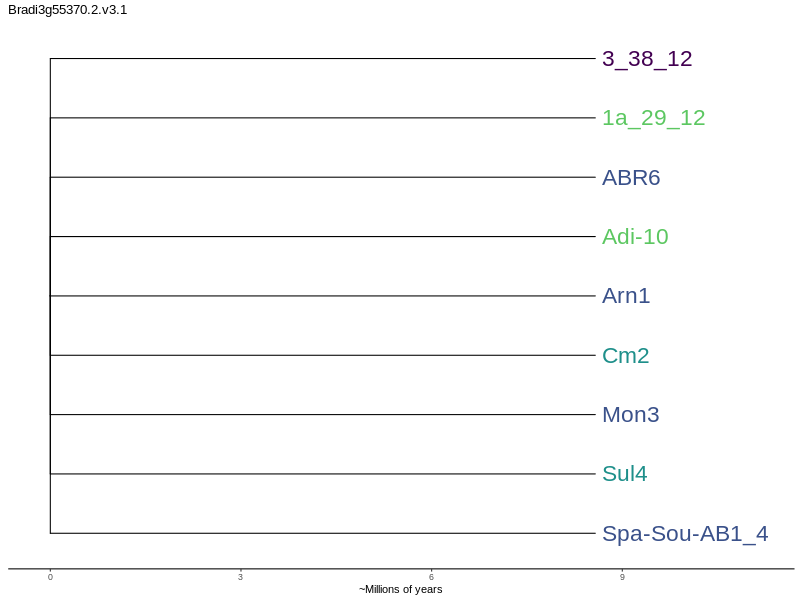 Bradi3g55370.2.v3.1
3_38_12
1a_29_12
ABR6
Adi-10
Arn1
Cm2
Mon3
Sul4
Spa-Sou-AB1_4
0 3 6 9
~Millions of years